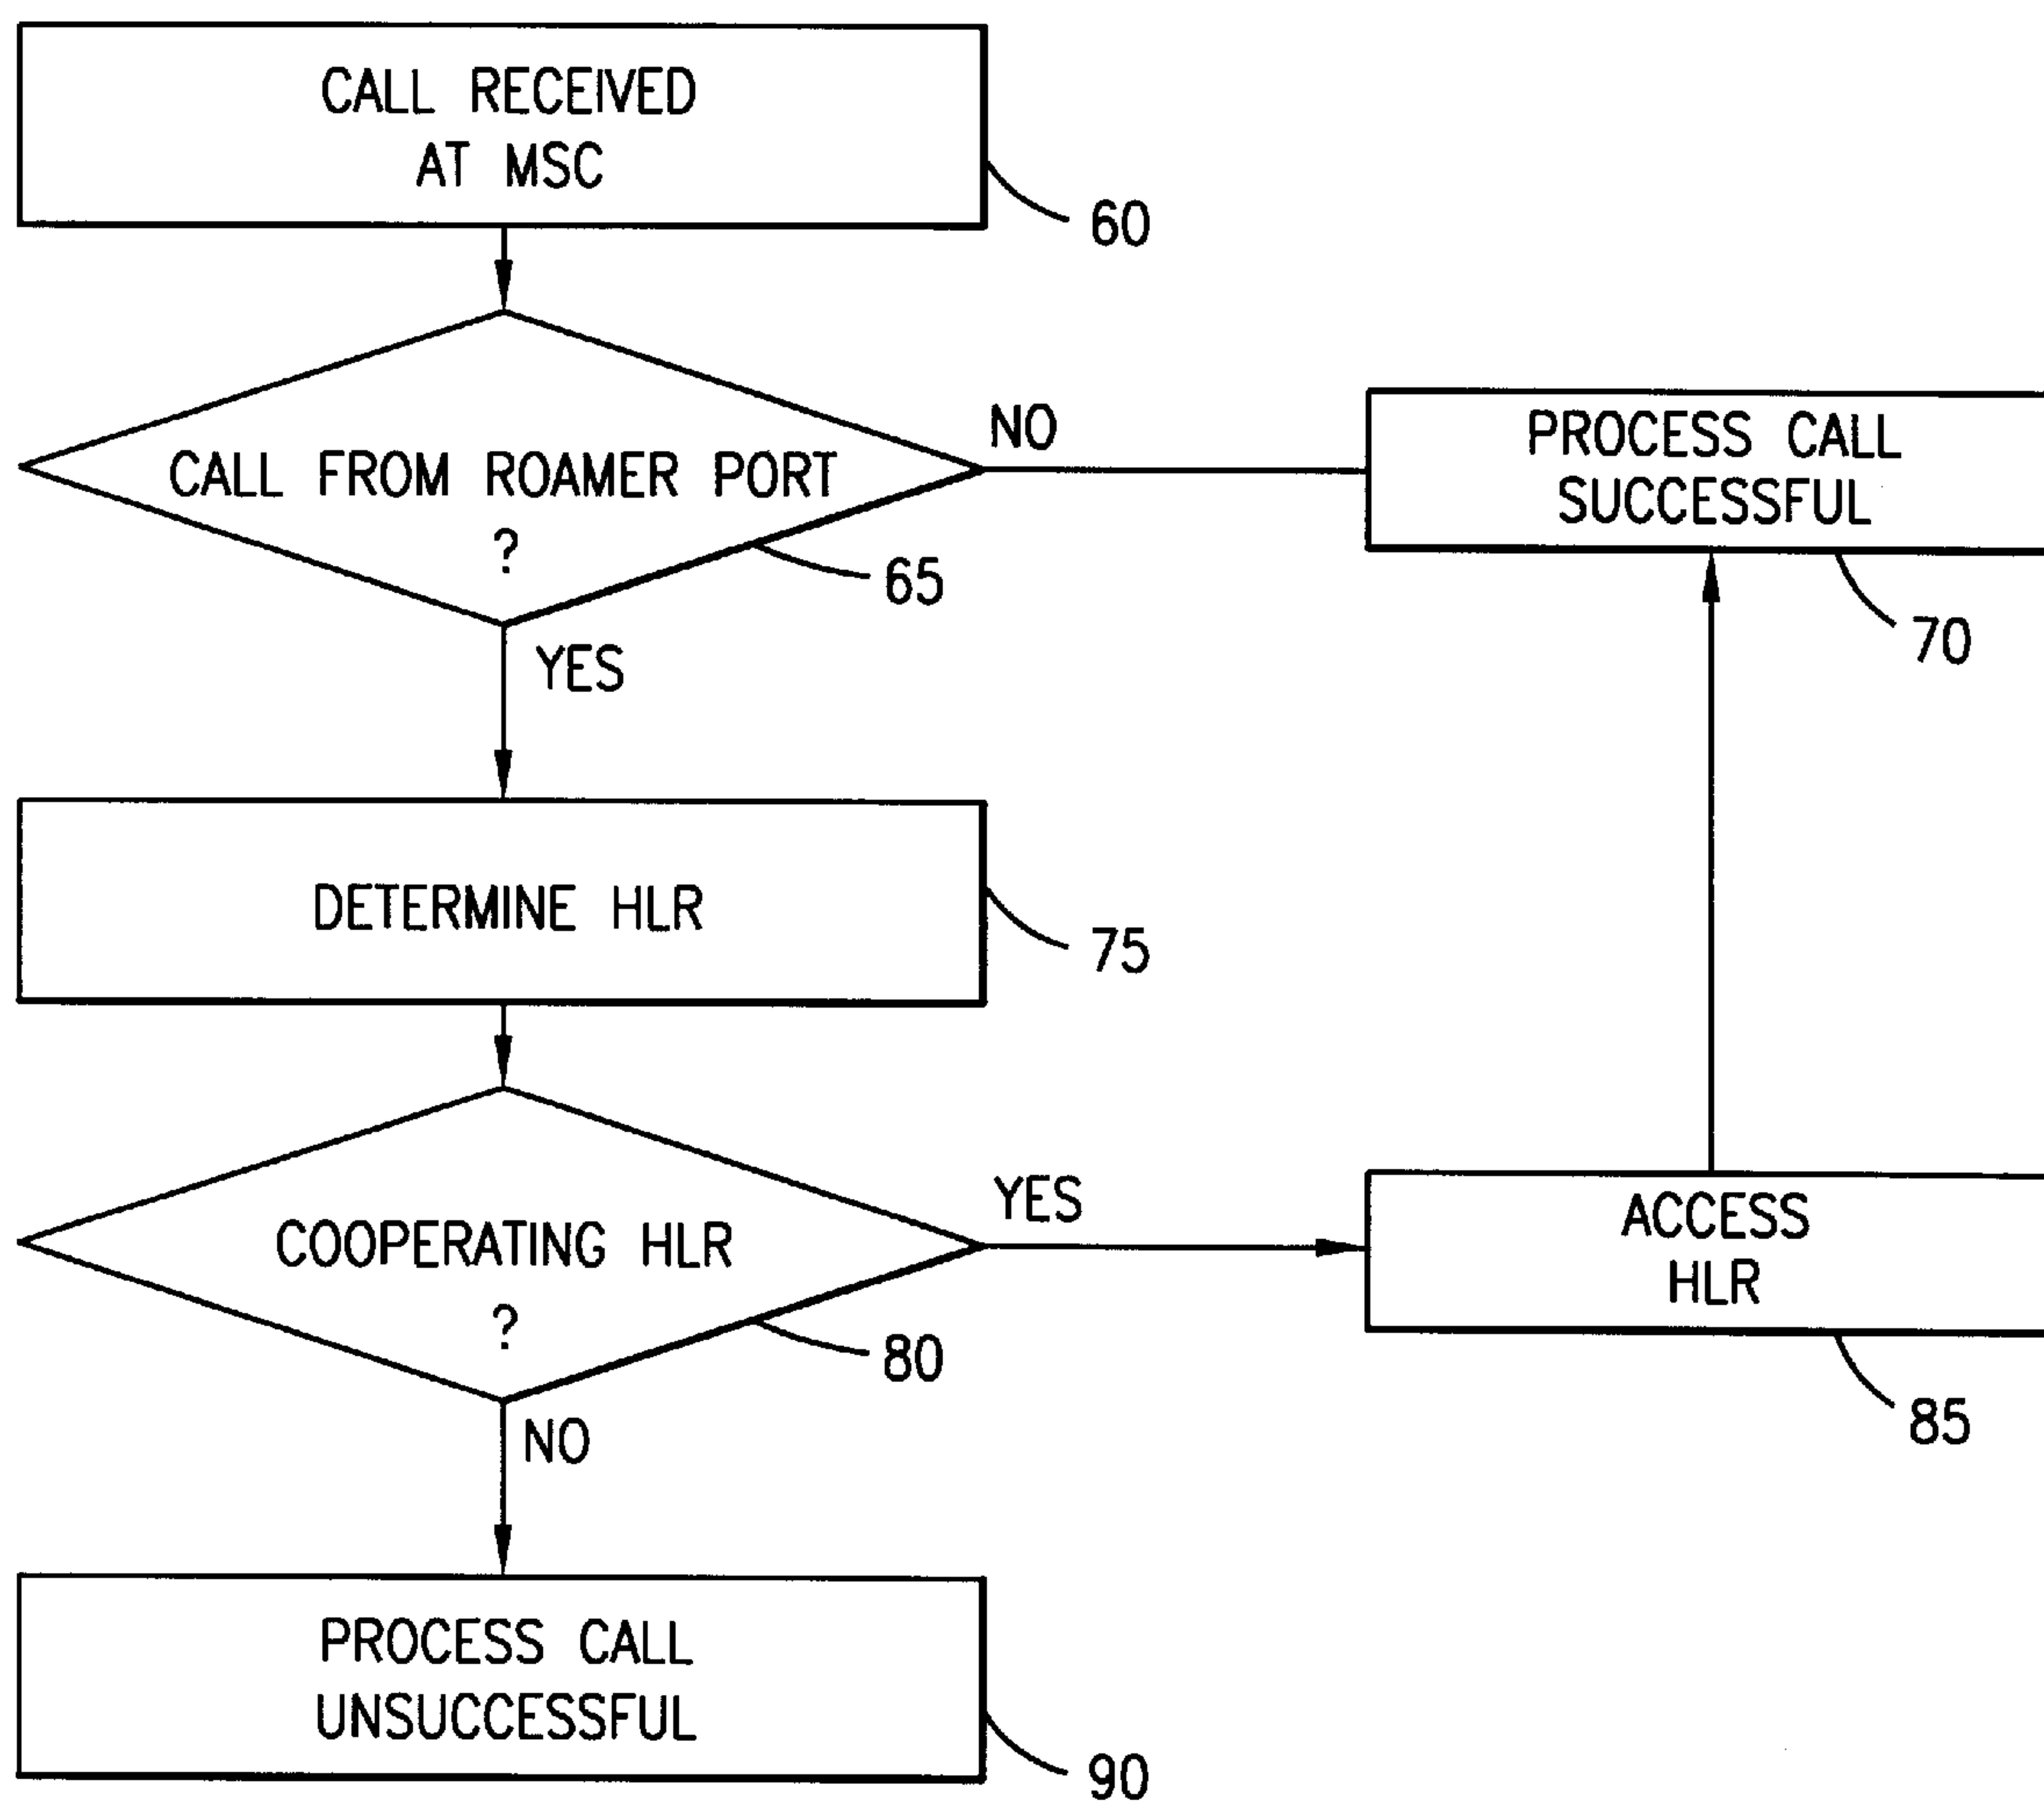 CALL RECEIVED
AT MSC
60
CALL FROM ROAMER PORT
?
65
NO
PROCESS CALL
SUCCESSFUL
70
YES
DETERMINE HLR
75
COOPERATING HLR
?
80
YES
ACCESS
HLR
85
NO
PROCESS CALL
UNSUCCESSFUL
90